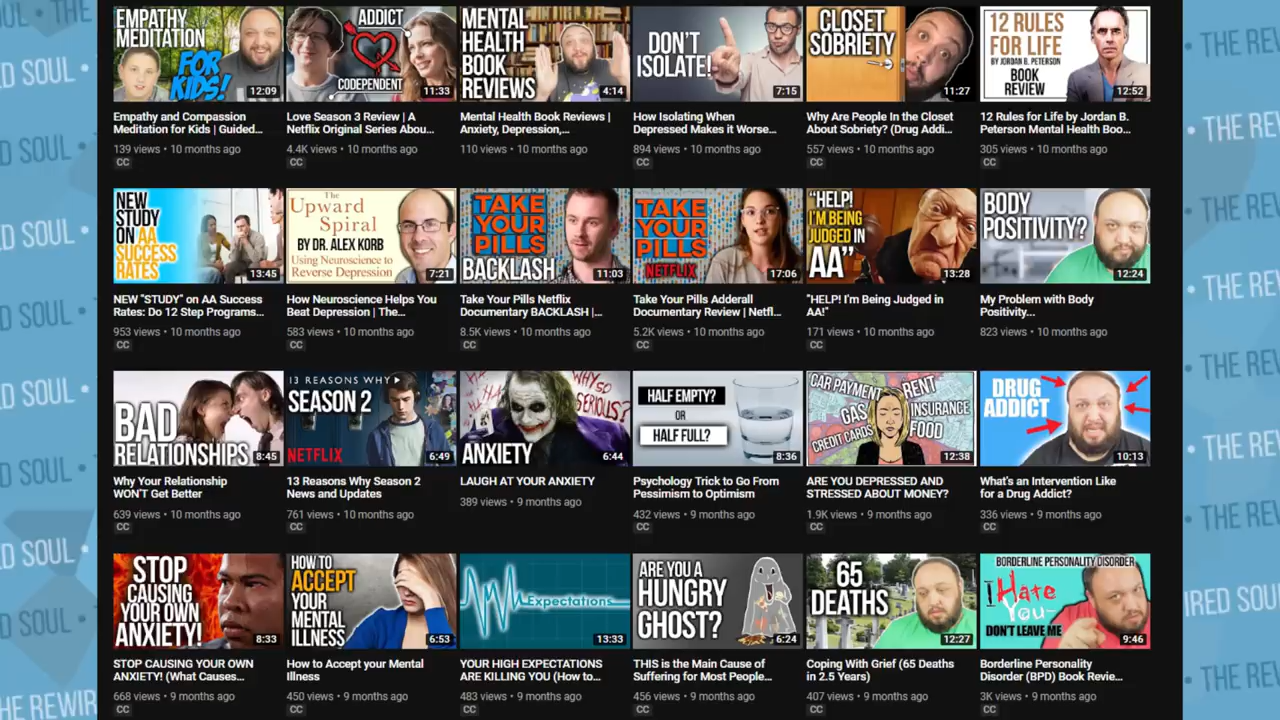 EMPATHY
MEDITATION
FOR
KIDS!
12:09
ADDICT
CODEPENDENT
11:33
MENTAL
HEALTH
BOOK
REVIEWS
4:14
DON'T
ISOLATE!
7:15
CLOSET
SOBRIETY
11:27
12 RULES
FOR LIFE
BY JORDAN B. PETERSON
BOOK
REVIEW
12:52
Empathy and Compassion
Meditation for Kids | Guided...
139 views • 10 months ago
CC
Love Season 3 Review | A
Netflix Original Series Abou...
4.4K views • 10 months ago
CC
Mental Health Book Reviews |
Anxiety, Depression,...
110 views • 10 months ago
How Isolating When
Depressed Makes it Worse...
894 views • 10 months ago
CC
Why Are People In the Closet
About Sobriety? (Drug Addi...
557 views • 10 months ago
CC
12 Rules for Life by Jordan B.
Peterson Mental Health Boo...
305 views • 10 months ago
CC
NEW
STUDY
ON AA
SUCCESS
RATES
13:45
The
Upward
Spiral
BY DR. ALEX KORB
Using Neuroscience to
Reverse Depression
7:21
TAKE
YOUR
PILLS
BACKLASH
11:03
TAKE
YOUR
PILLS
NETFLIX
17:06
"HELP!
I'M BEING
JUDGED IN
AA"
13:28
BODY
POSITIVITY?
12:24
NEW "STUDY" on AA Success
Rates: Do 12 Step Programs...
953 views • 10 months ago
CC
How Neuroscience Helps You
Beat Depression | The...
583 views • 10 months ago
CC
Take Your Pills Netflix
Documentary BACKLASH |...
8.5K views • 10 months ago
CC
Take Your Pills Adderall
Documentary Review | Netfl...
5.2K views • 10 months ago
CC
"HELP! I'm Being Judged in
AA!"
171 views • 10 months ago
CC
My Problem with Body
Positivity...
823 views • 10 months ago
BAD
RELATIONSHIPS
8:45
13 REASONS WHY
SEASON 2
NETFLIX
6:49
HA
WHY SO
SERIOUS?
ANXIETY
6:44
HALF EMPTY?
OR
HALF FULL?
8:36
CAR PAYMENT
RENT
GAS
INSURANCE
CREDIT CARDS
FOOD
12:38
DRUG
ADDICT
10:13
Why Your Relationship
WON'T Get Better
639 views • 10 months ago
CC
13 Reasons Why Season 2
News and Updates
761 views • 10 months ago
CC
LAUGH AT YOUR ANXIETY
389 views • 9 months ago
Psychology Trick to Go From
Pessimism to Optimism
432 views • 9 months ago
CC
ARE YOU DEPRESSED AND
STRESSED ABOUT MONEY?
1.9K views • 9 months ago
CC
What's an Intervention Like
for a Drug Addict?
336 views • 9 months ago
CC
STOP
CAUSING
YOUR OWN
ANXIETY!
8:33
HOW TO
ACCEPT
YOUR
MENTAL
ILLNESS
6:53
Expectations
13:33
ARE YOU A
HUNGRY
GHOST?
6:24
65
DEATHS
12:27
BORDERLINE PERSONALITY DISORDER
I Hate
You-
DON'T LEAVE ME
9:46
STOP CAUSING YOUR OWN
ANXIETY! (What Causes...
668 views • 9 months ago
CC
How to Accept your Mental
Illness
450 views • 9 months ago
CC
YOUR HIGH EXPECTATIONS
ARE KILLING YOU (How to...
483 views • 9 months ago
CC
THIS is the Main Cause of
Suffering for Most People...
456 views • 9 months ago
CC
Coping With Grief (65 Deaths
in 2.5 Years)
407 views • 9 months ago
CC
Borderline Personality
Disorder (BPD) Book Revie...
3K views • 9 months ago
CC